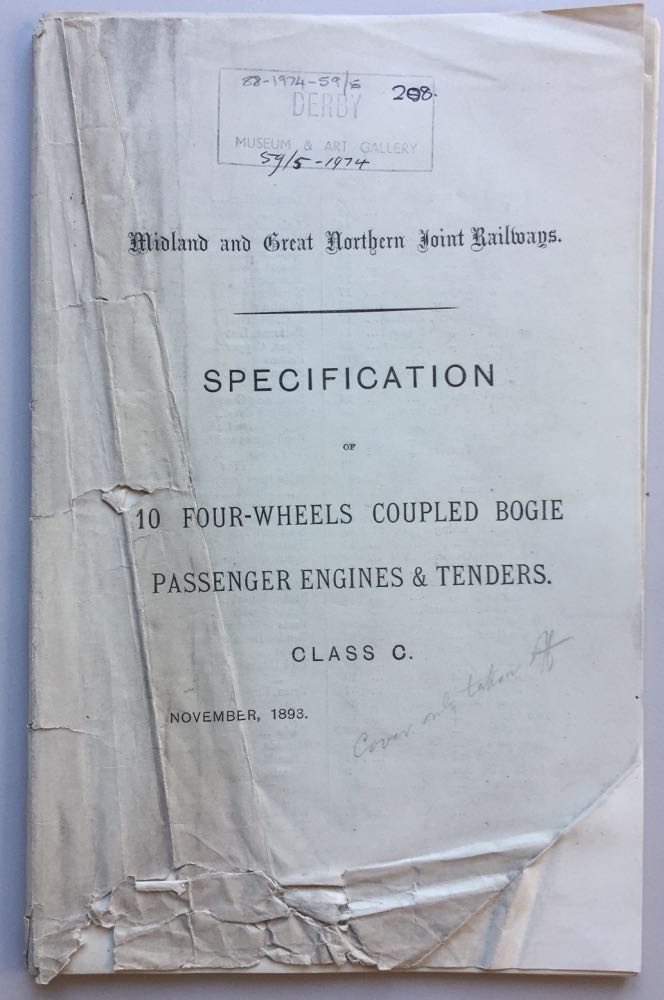 88-1974-59/5
208.
DERBY
MUSEUM & ART GALLERY
59/5-1974
Midland and Great Northern Joint Railways.
SPECIFICATION
OF
10 FOUR-WHEELS COUPLED BOGIE
PASSENGER ENGINES & TENDERS.
CLASS C.
NOVEMBER, 1893.
Cover only taken off